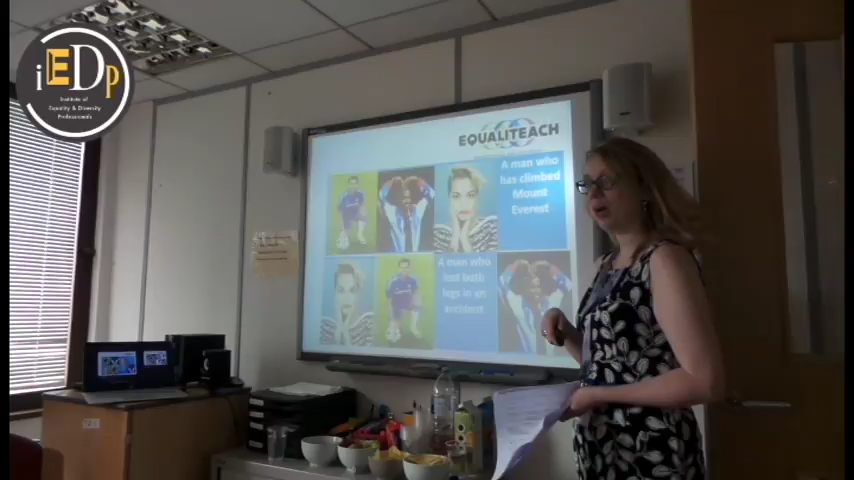 iEDp
Institute of
Equality & Diversity
Professionals
EQUALITEACH
A man who
has climbed
Mount
Everest
A man who
lost both
legs in an
accident